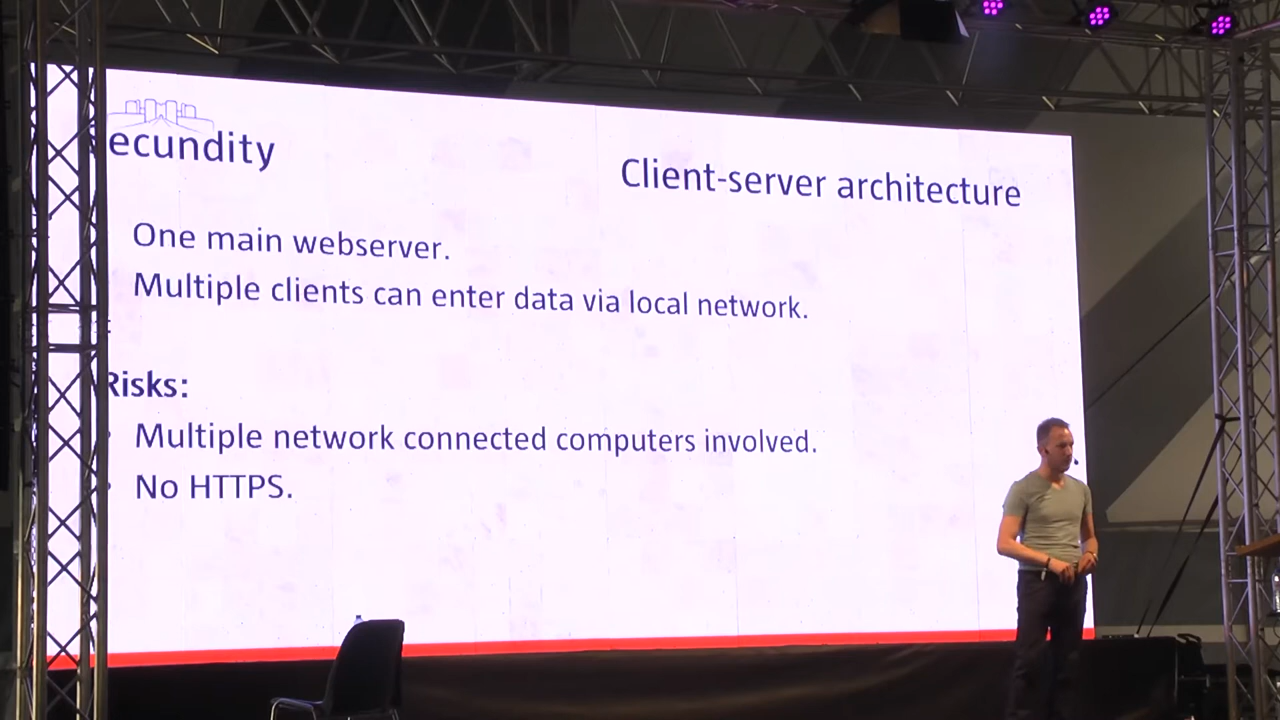 ecundity
Client-server architecture
One main webserver.
Multiple clients can enter data via local network.
Risks:
Multiple network connected computers involved.
No HTTPS.